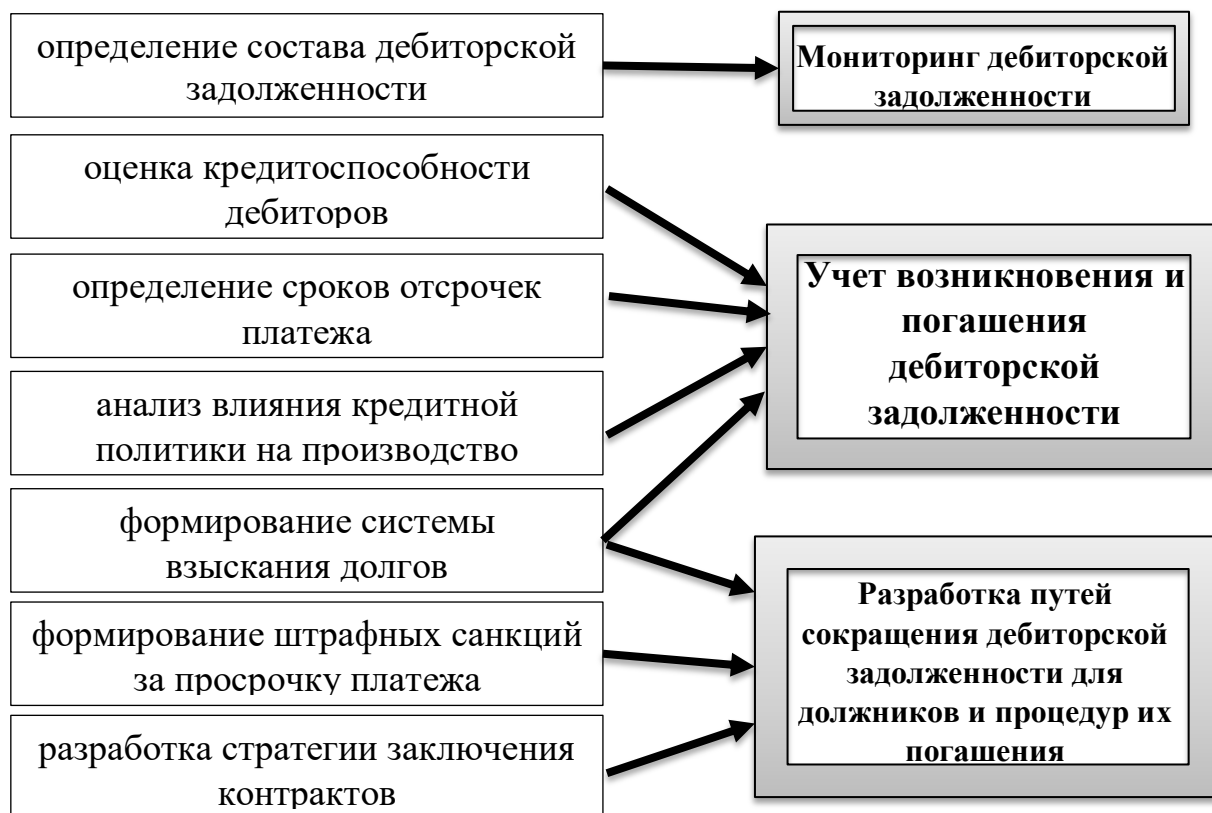 определение состава дебиторской
задолженности
оценка кредитоспособности
дебиторов
определение сроков отсрочек
платежа
анализ влияния кредитной
политики на производство
формирование системы
взыскания долгов
формирование штрафных санкций
за просрочку платежа
разработка стратегии заключения
контрактов
Мониторинг дебиторской
задолженности
Учет возникновения и
погашения
дебиторской
задолженности
Разработка путей
сокращения дебиторской
задолженности для
должников и процедур их
погашения